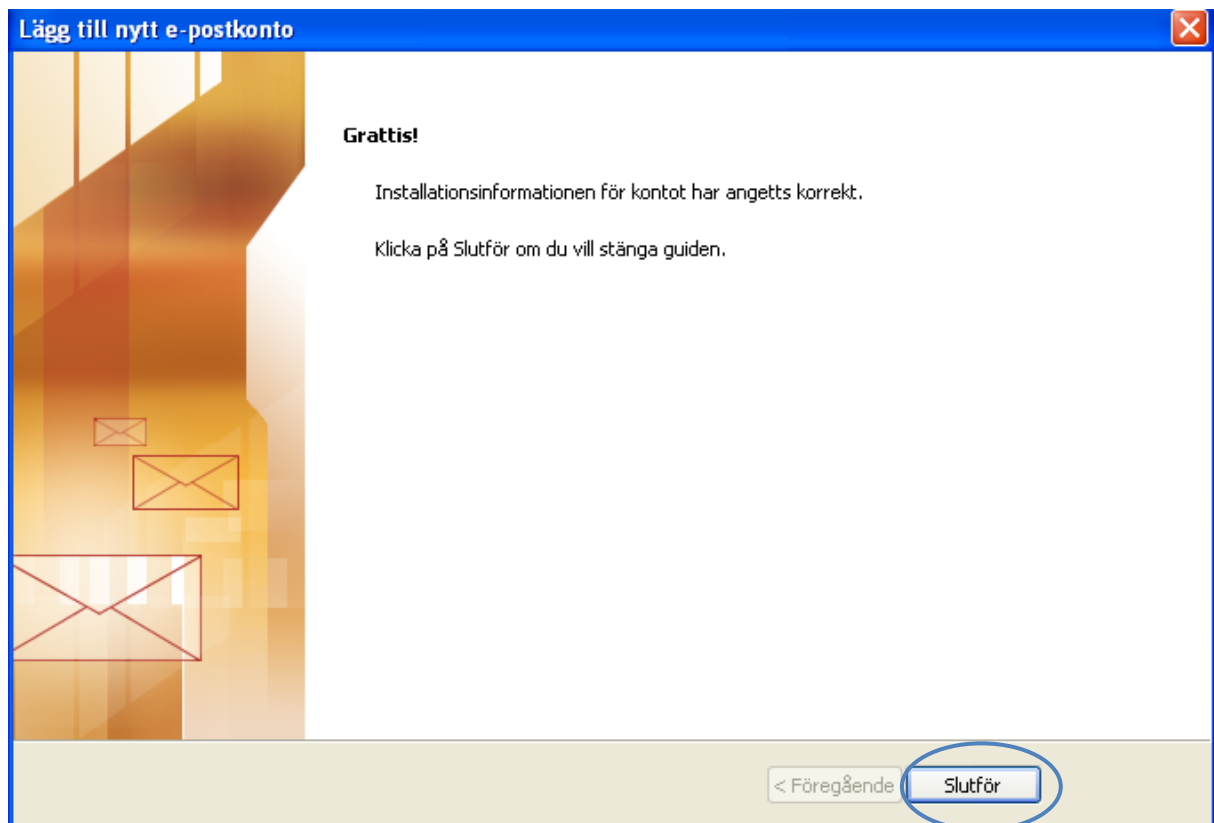 Lägg till nytt e-postkonto
Grattis!
Installationsinformationen för kontot har angetts korrekt.
Klicka på Slutför om du vill stänga guiden.
< Föregående
Slutför